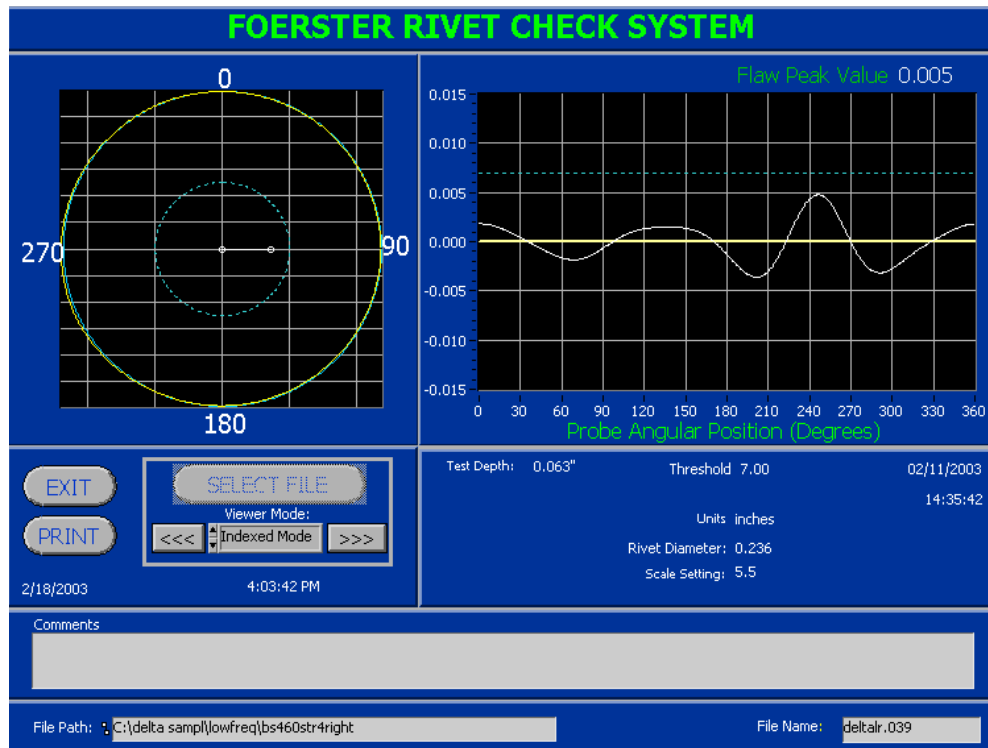 FOERSTER RIVET CHECK SYSTEM
0
270
90
180
Flaw Peak Value 0.005
0.015
0.010
0.005
0.000
-0.005
-0.010
-0.015
0 30 60 90 120 150 180 210 240 270 300 330 360
Probe Angular Position (Degrees)
EXIT
PRINT
SELECT FILE
Viewer Mode:
<<< Indexed Mode >>>
2/18/2003 4:03:42 PM
Test Depth: 0.063" Threshold 7.00 02/11/2003
14:35:42
Units inches
Rivet Diameter: 0.236
Scale Setting: 5.5
Comments
File Path: C:\delta sampl\lowfreq\bs460str4right
File Name: deltalr.039